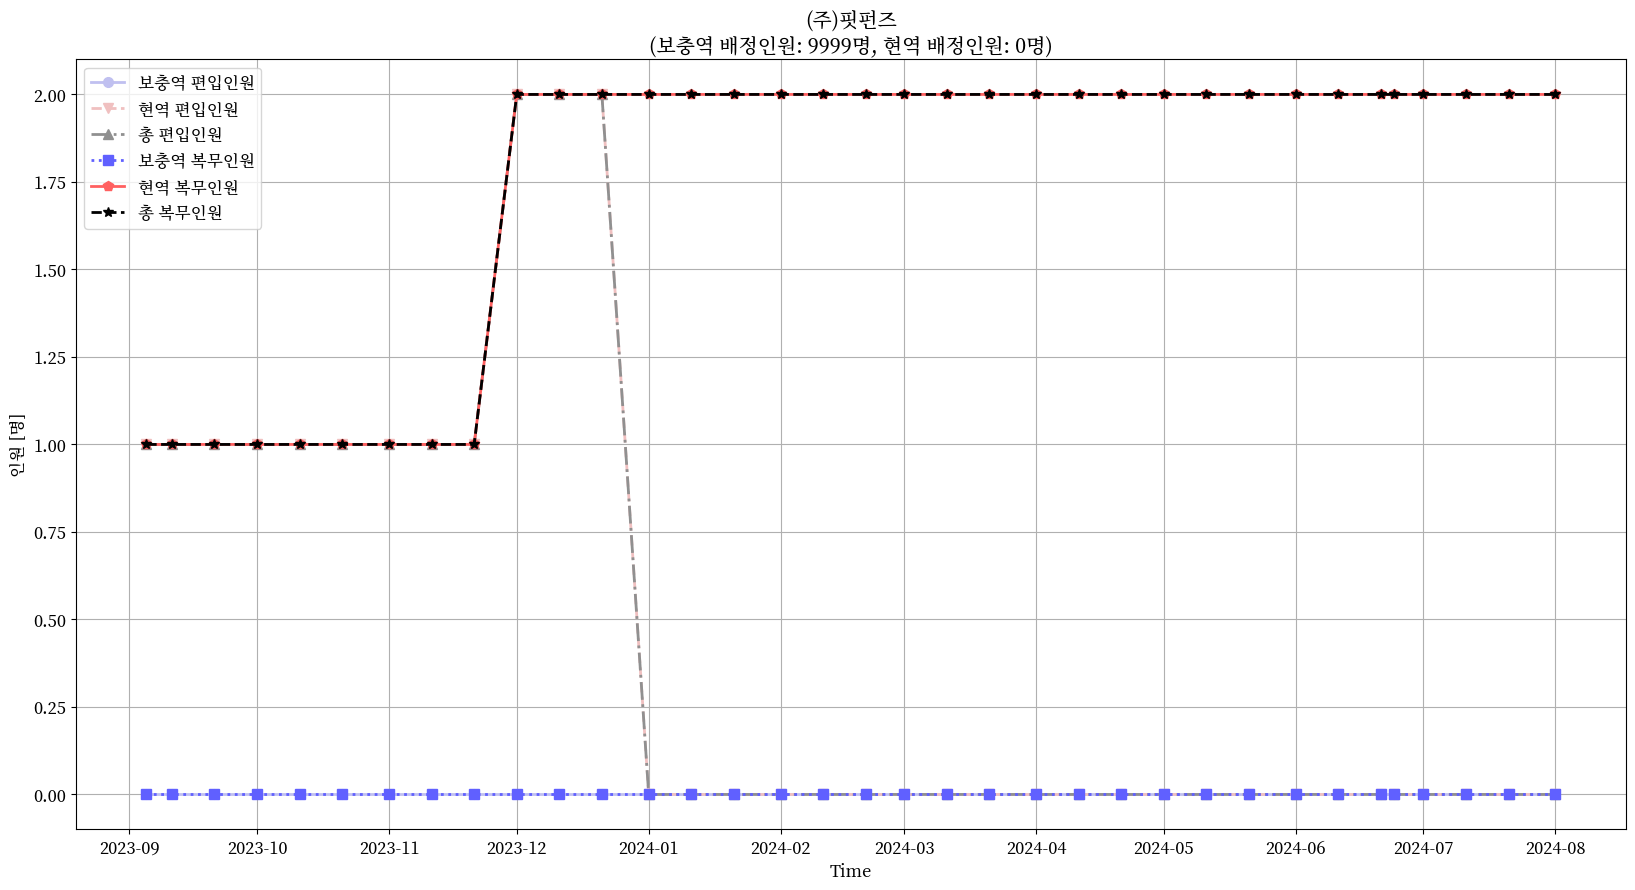 (주)핏펀즈
(보충역 배정인원: 9999명, 현역 배정인원: 0명)
보충역 편입인원
현역 편입인원
총 편입인원
보충역 복무인원
현역 복무인원
총 복무인원
2.00
1.75
1.50
1.25
1.00
0.75
0.50
0.25
0.00
인원 [명]
2023-09 2023-10 2023-11 2023-12 2024-01 2024-02 2024-03 2024-04 2024-05 2024-06 2024-07 2024-08
Time